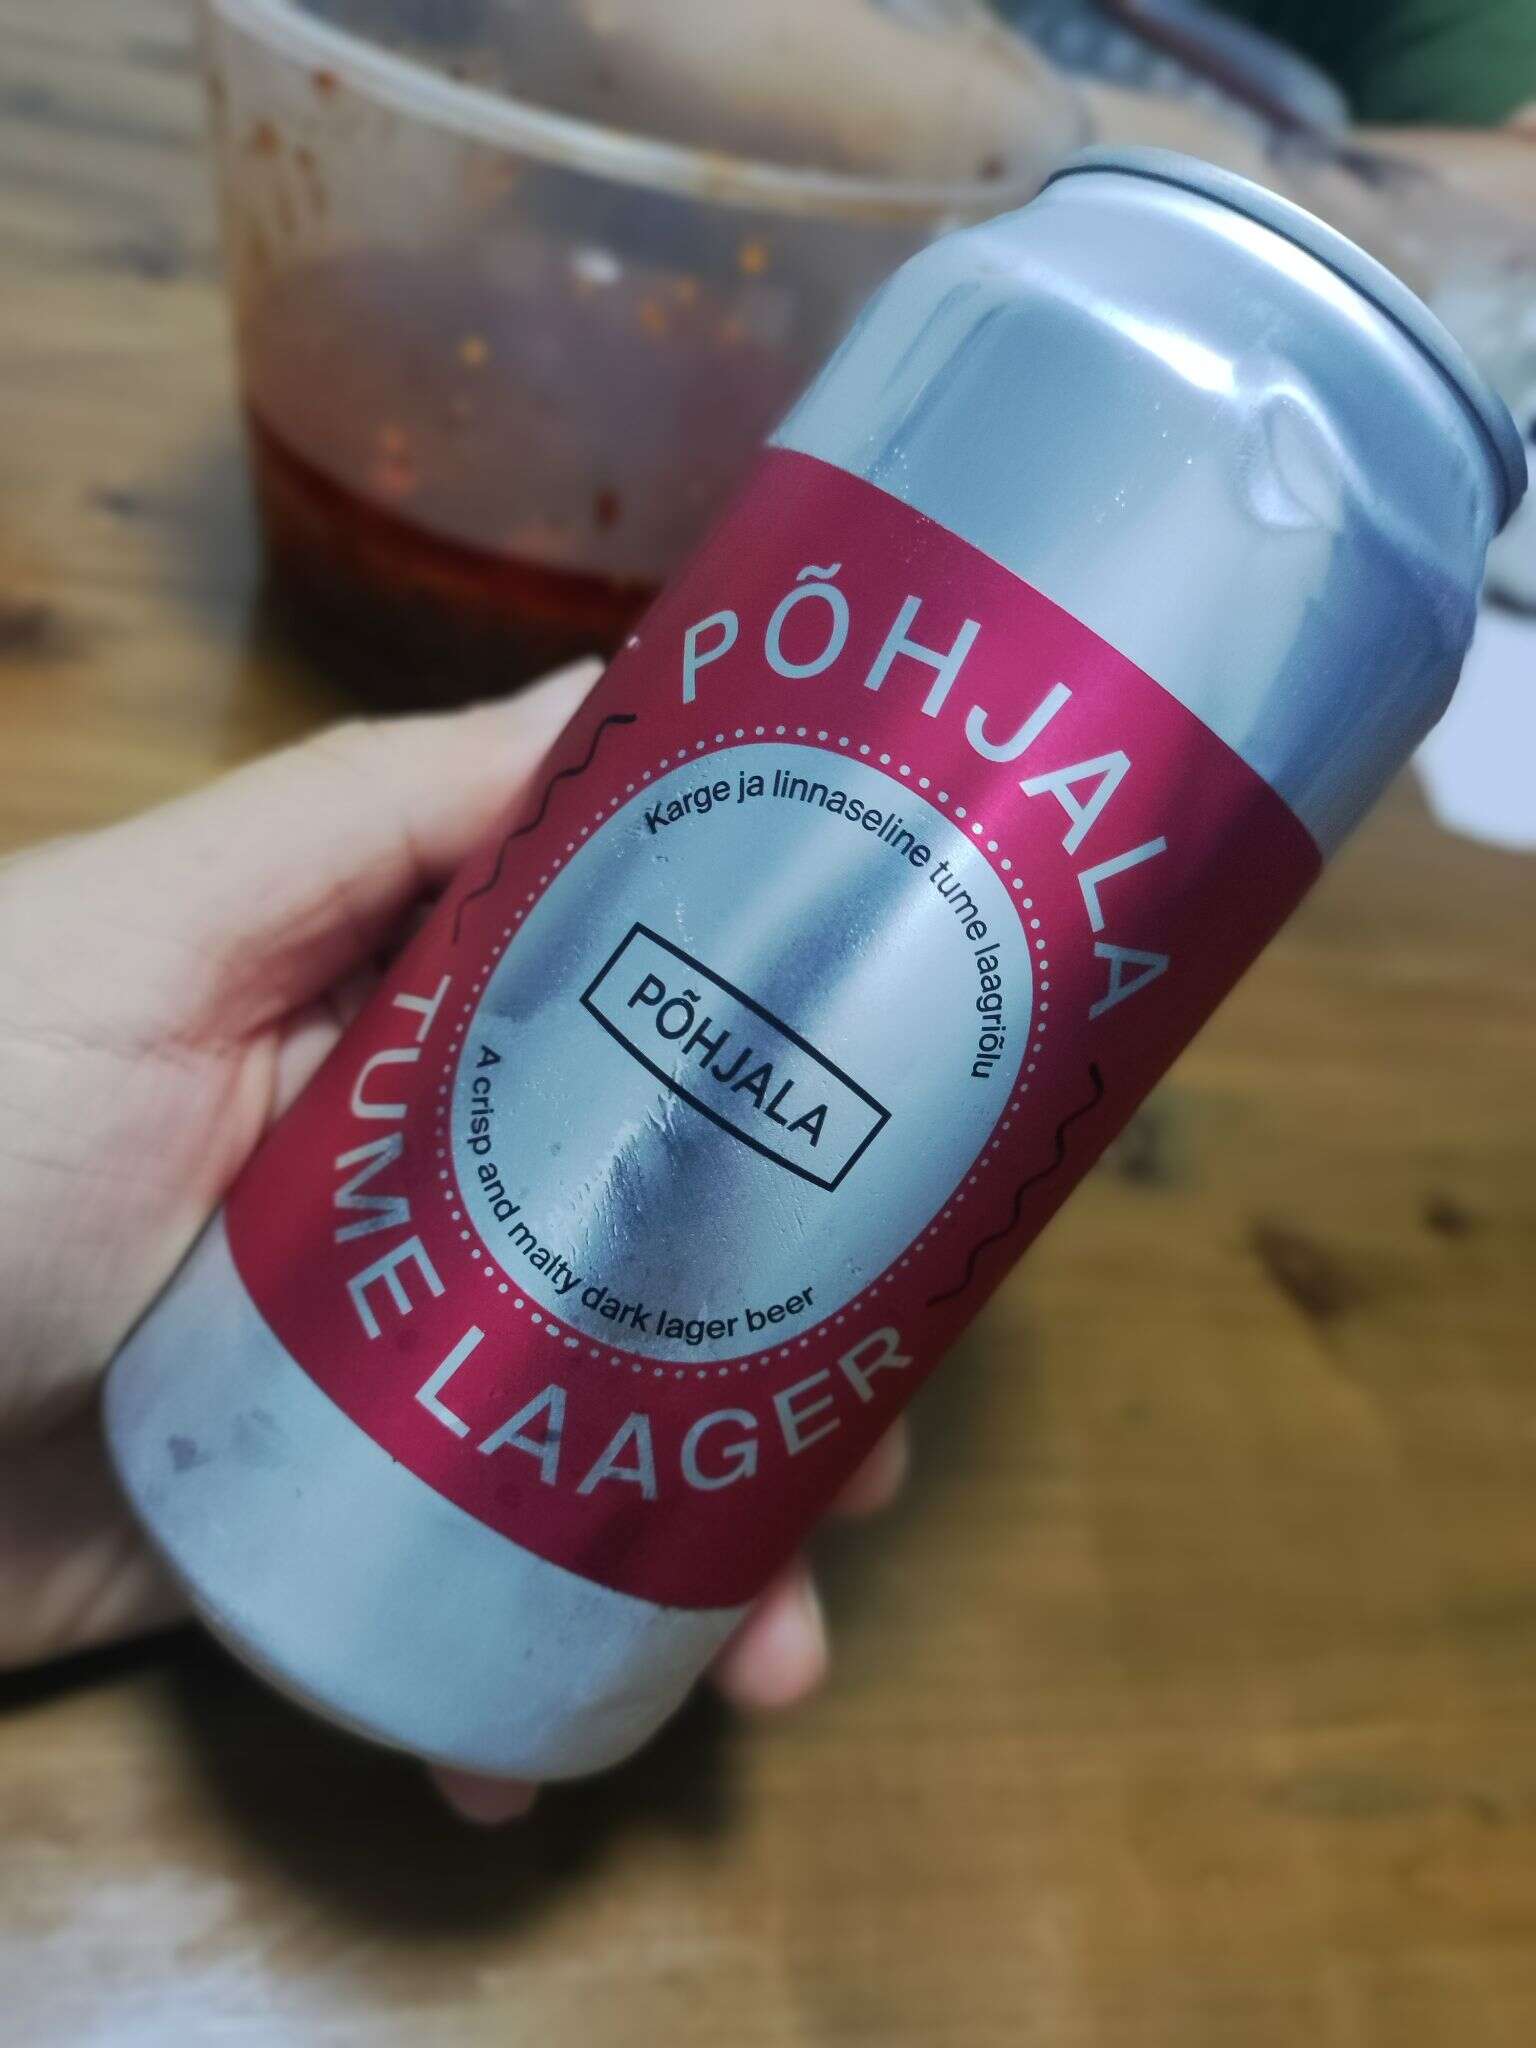 PÕHJALA
Karge ja linnaseline tume laagriõlu
PÕHJALA
A crisp and malty dark lager beer
TUME LAAGER